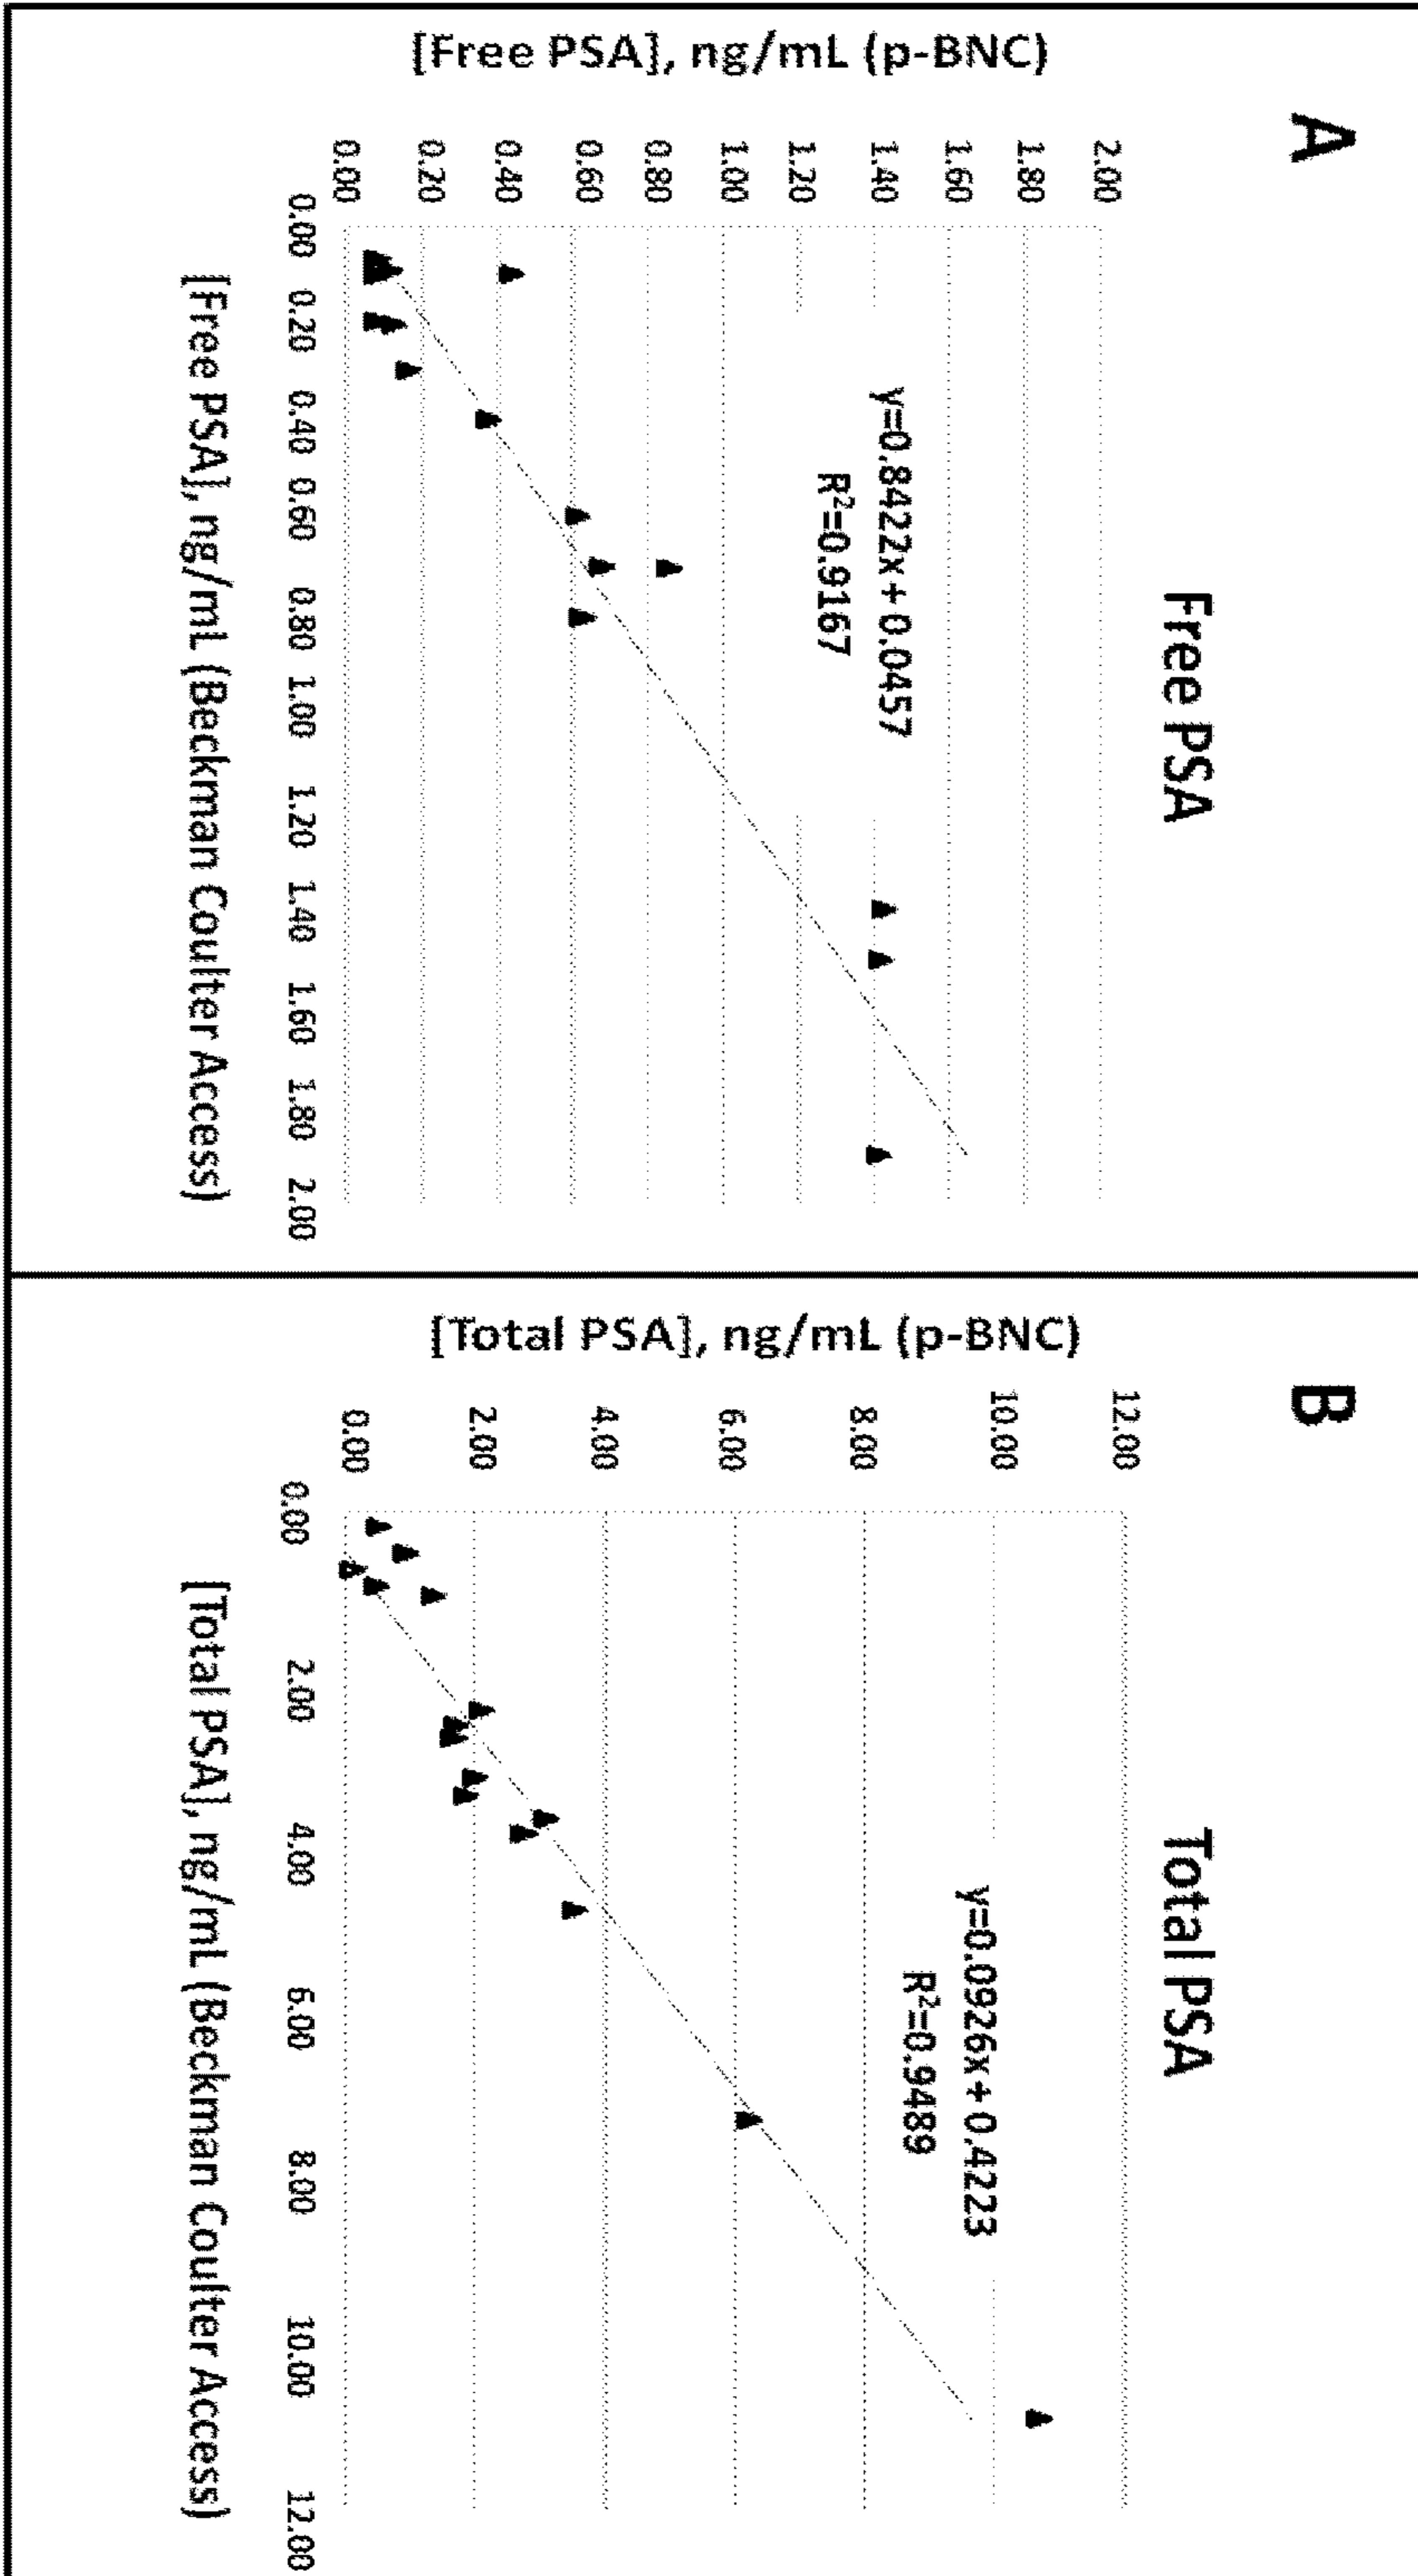 A
Free PSA
[Free PSA], ng/mL (p-BNC)
2.00
1.80
1.60
1.40
1.20
1.00
0.80
0.60
0.40
0.20
0.00
y=0.8422x + 0.0457
R²=0.9167
0.00 0.20 0.40 0.60 0.80 1.00 1.20 1.40 1.60 1.80 2.00
[Free PSA], ng/mL (Beckman Coulter Access)
B
Total PSA
[Total PSA], ng/mL (p-BNC)
12.00
10.00
8.00
6.00
4.00
2.00
0.00
y=0.0926x + 0.4223
R²=0.9489
0.00 2.00 4.00 6.00 8.00 10.00 12.00
[Total PSA], ng/mL (Beckman Coulter Access)